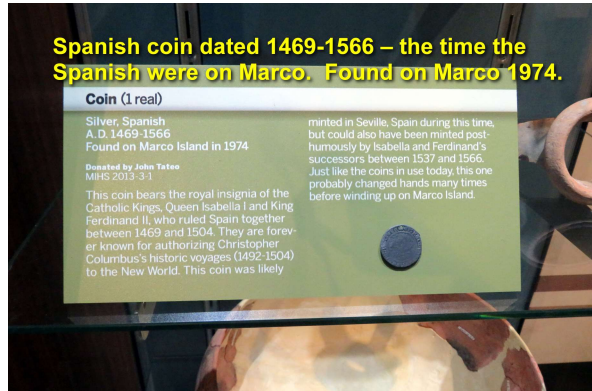 Spanish coin dated 1469-1566 – the time the
Spanish were on Marco.  Found on Marco 1974.
Coin (1 real)
Silver, Spanish
A.D. 1469-1566
Found on Marco Island in 1974
Donated by John Tateo
MIHS 2013-3-1
This coin bears the royal insignia of the
Catholic Kings, Queen Isabella I and King
Ferdinand II, who ruled Spain together
between 1469 and 1504. They are forev-
er known for authorizing Christopher
Columbus's historic voyages (1492-1504)
to the New World. This coin was likely
minted in Seville, Spain during this time,
but could also have been minted post-
humously by Isabella and Ferdinand's
successors between 1537 and 1566.
Just like the coins in use today, this one
probably changed hands many times
before winding up on Marco Island.